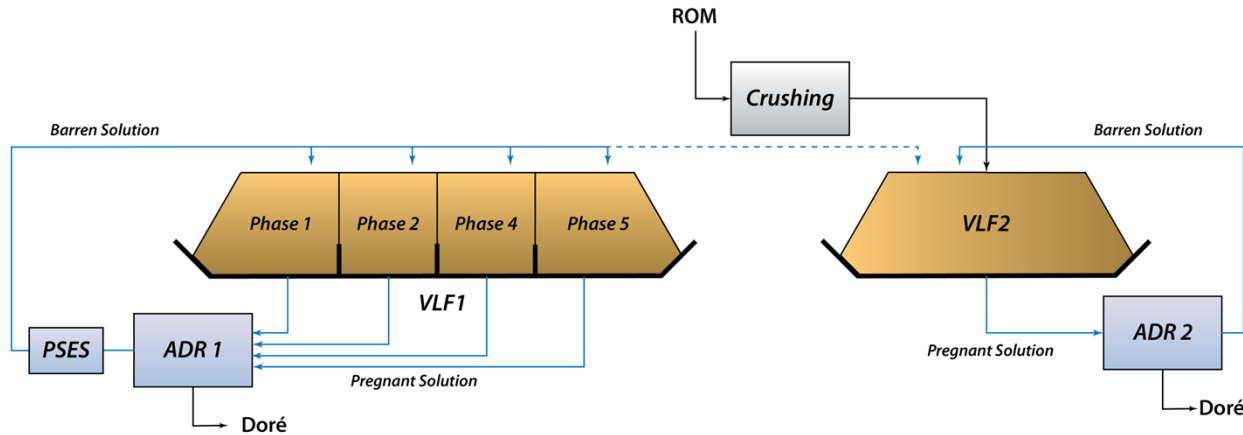 ROM
Crushing
Barren Solution
Barren Solution
Phase 1
Phase 2
Phase 4
Phase 5
VLF2
VLF1
PSES
ADR 1
ADR 2
Pregnant Solution
Pregnant Solution
Doré
Doré